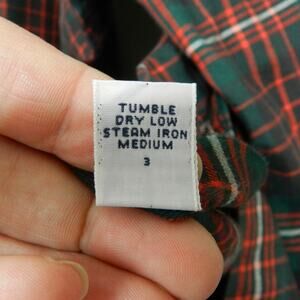 TUMBLE
DRY LOW
STEAM IRON
MEDIUM
3